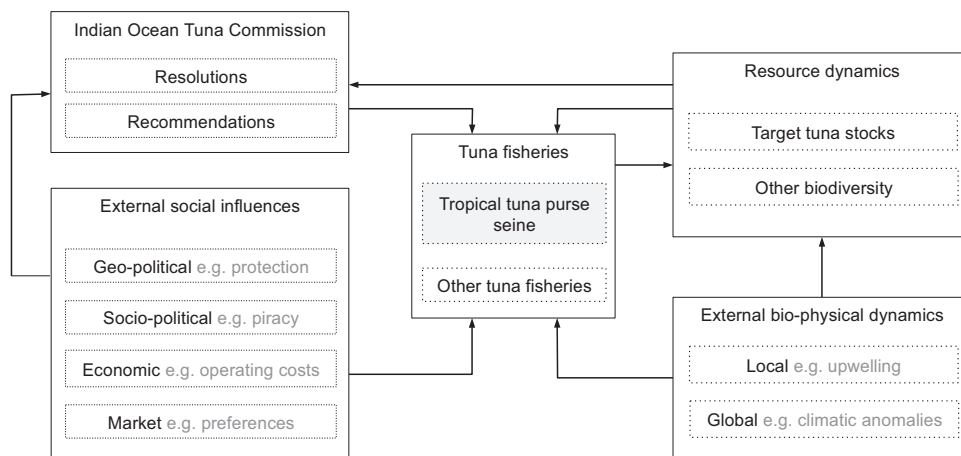 Indian Ocean Tuna Commission
Resolutions
Recommendations
External social influences
Geo-political e.g. protection
Socio-political e.g. piracy
Economic e.g. operating costs
Market e.g. preferences
Tuna fisheries
Tropical tuna purse
seine
Other tuna fisheries
Resource dynamics
Target tuna stocks
Other biodiversity
External bio-physical dynamics
Local e.g. upwelling
Global e.g. climatic anomalies